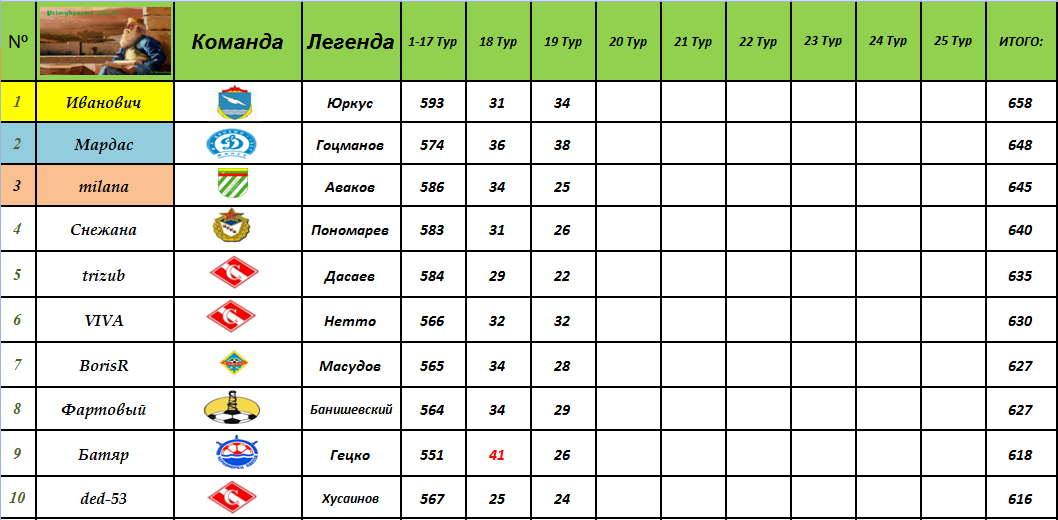 № Команда Легенда 1-17 Тур 18 Тур 19 Тур 20 Тур 21 Тур 22 Тур 23 Тур 24 Тур 25 Тур ИТОГО:
1 Иванович Юркус 593 31 34 658
2 Мардас Гоцманов 574 36 38 648
3 milana Аваков 586 34 25 645
4 Снежана Пономарев 583 31 26 640
5 trizub Дасаев 584 29 22 635
6 VIVA Нетто 566 32 32 630
7 BorisR Масудов 565 34 28 627
8 Фартовый Банишевский 564 34 29 627
9 Батяр Гецко 551 41 26 618
10 ded-53 Хусаинов 567 25 24 616